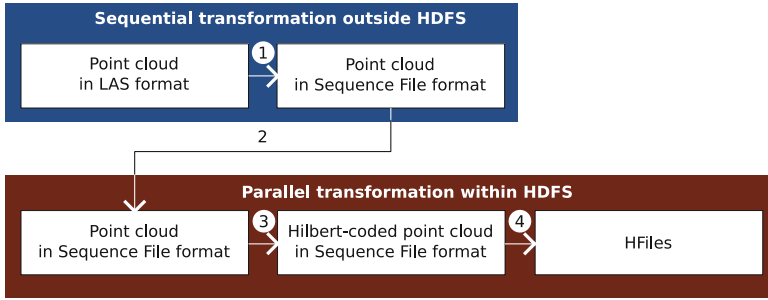 Sequential transformation outside HDFS
Point cloud
in LAS format
1
Point cloud
in Sequence File format
2
Parallel transformation within HDFS
Point cloud
in Sequence File format
3
Hilbert-coded point cloud
in Sequence File format
4
HFiles